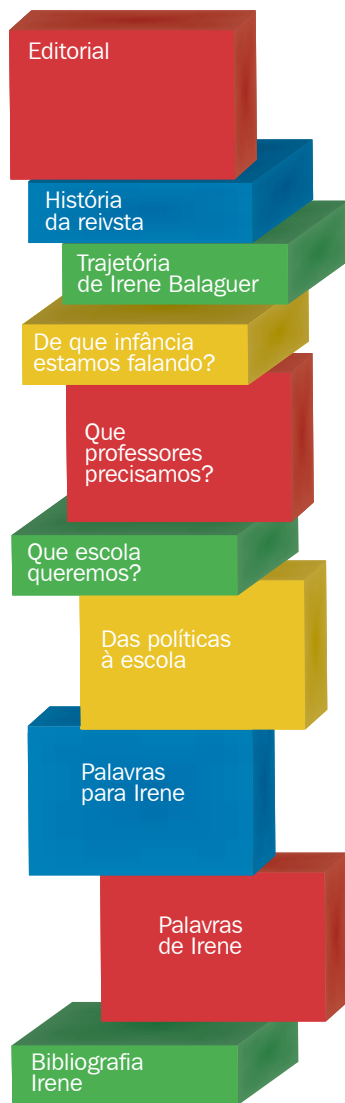 Editorial
História
da reivsta
Trajetória
de Irene Balaguer
De que infância
estamos falando?
Que
professores
precisamos?
Que escola
queremos?
Das políticas
à escola
Palavras
para Irene
Palavras
de Irene
Bibliografia
Irene